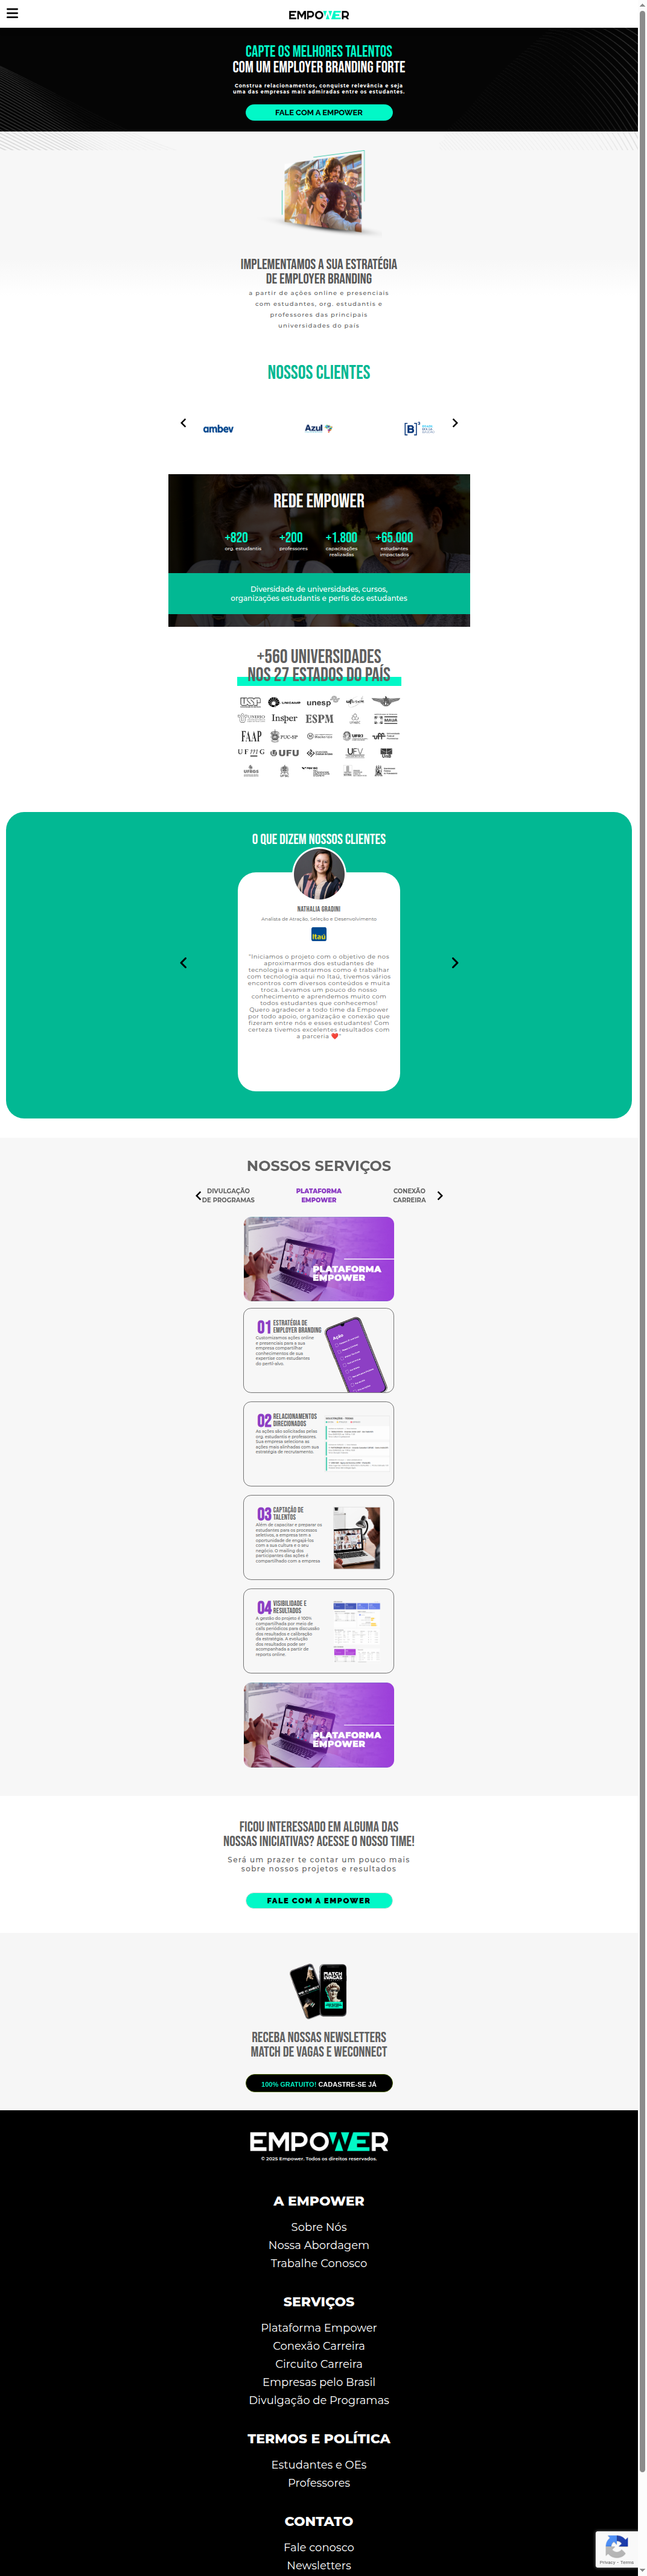 EMPOWER
CAPTE OS MELHORES TALENTOS
COM UM EMPLOYER BRANDING FORTE
Construa relacionamentos, conquiste relevância e seja
uma das empresas mais admiradas entre os estudantes.
FALE COM A EMPOWER
IMPLEMENTAMOS A SUA ESTRATÉGIA
DE EMPLOYER BRANDING
a partir de ações online e presenciais
com estudantes, org. estudantis e
professores das principais
universidades do país
NOSSOS CLIENTES
ambev
Azul
[B]³
REDE EMPOWER
+820
org. estudantis
+200
professores
+1.800
capacitações
realizadas
+65.000
estudantes
impactados
Diversidade de universidades, cursos,
organizações estudantis e perfis dos estudantes
+560 UNIVERSIDADES
NOS 27 ESTADOS DO PAÍS
USP
unesp
Insper
ESPM
FAAP
PUC-SP
uff
UFMG
UFU
UFV
UnB
O QUE DIZEM NOSSOS CLIENTES
NATHALIA GRADINI
Analista de Atração, Seleção e Desenvolvimento
Itaú
"Iniciamos o projeto com o objetivo de nos
aproximarmos dos estudantes de
tecnologia e mostrarmos como é trabalhar
com tecnologia aqui no Itaú, tivemos vários
encontros com diversos conteúdos e muita
troca. Levamos um pouco do nosso
conhecimento e aprendemos muito com
todos estudantes que conhecemos!
Quero agradecer a todo time da Empower
por todo apoio, organização e conexão que
fizeram entre nós e esses estudantes! Com
certeza tivemos excelentes resultados com
a parceria ❤️"
NOSSOS SERVIÇOS
DIVULGAÇÃO
DE PROGRAMAS
PLATAFORMA
EMPOWER
CONEXÃO
CARREIRA
PLATAFORMA
EMPOWER
01 ESTRATÉGIA DE
EMPLOYER BRANDING
Customizamos ações online
e presenciais para a sua
empresa compartilhar
conhecimentos de sua
expertise com estudantes
do perfil alvo.
Ação
02 RELACIONAMENTOS
DIRECIONADOS
As ações são solicitadas pelas
org. estudantis e professores.
Sua empresa seleciona as
ações mais alinhadas com sua
estratégia de recrutamento.
03 CAPTAÇÃO DE
TALENTOS
Além de capacitar e preparar os
estudantes para os processos
seletivos, a empresa tem a
oportunidade de engajá-los
com a sua cultura e o seu
negócio. O mailing dos
participantes das ações é
compartilhado com a empresa
04 VISIBILIDADE E
RESULTADOS
A gestão do projeto é 100%
compartilhada por meio de
calls periódicas para discussão
dos resultados e calibração
da estratégia. A evolução
dos resultados pode ser
acompanhada a partir de
reports online.
PLATAFORMA
EMPOWER
FICOU INTERESSADO EM ALGUMA DAS
NOSSAS INICIATIVAS? ACESSE O NOSSO TIME!
Será um prazer te contar um pouco mais
sobre nossos projetos e resultados
FALE COM A EMPOWER
MATCH
DE VAGAS
RECEBA NOSSAS NEWSLETTERS
MATCH DE VAGAS E WECONNECT
100% GRATUITO! CADASTRE-SE JÁ
EMPOWER
© 2025 Empower. Todos os direitos reservados.
A EMPOWER
Sobre Nós
Nossa Abordagem
Trabalhe Conosco
SERVIÇOS
Plataforma Empower
Conexão Carreira
Circuito Carreira
Empresas pelo Brasil
Divulgação de Programas
TERMOS E POLÍTICA
Estudantes e OEs
Professores
CONTATO
Fale conosco
Newsletters
Privacy - Terms